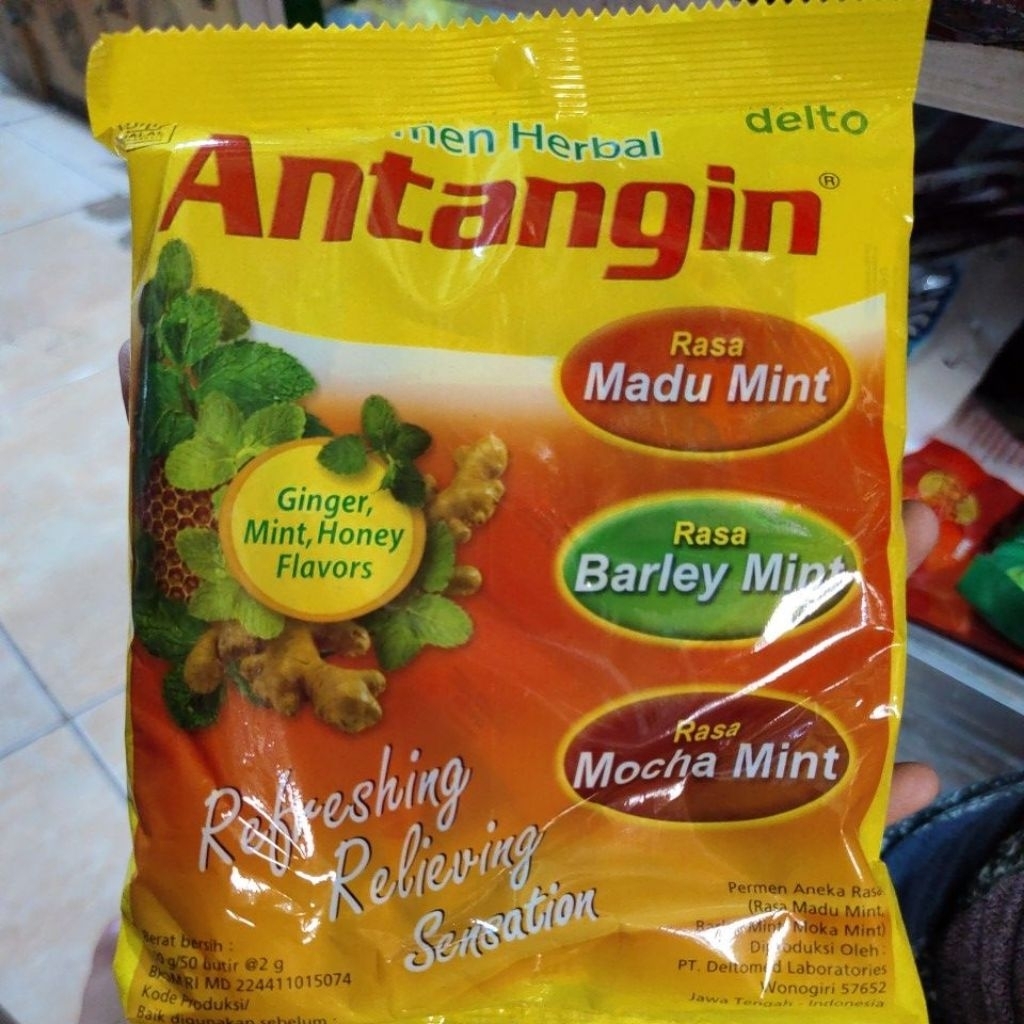 delto
Herbal
Antangin®
Rasa
Madu Mint
Ginger,
Mint, Honey
Flavors
Rasa
Barley Mint
Rasa
Mocha Mint
Refreshing
Relieving
Sensation
Permen Aneka Rasa
(Rasa Madu Mint,
Mint, Moka Mint)
Diproduksi Oleh :
PT. Deltomed Laboratories
Wonogiri 57652
Jawa Tengah - Indonesia
Berat bersih :
g/50 butir @2 g
MD 224411015074
Kode Produksi/
Baik digunakan sebelum :